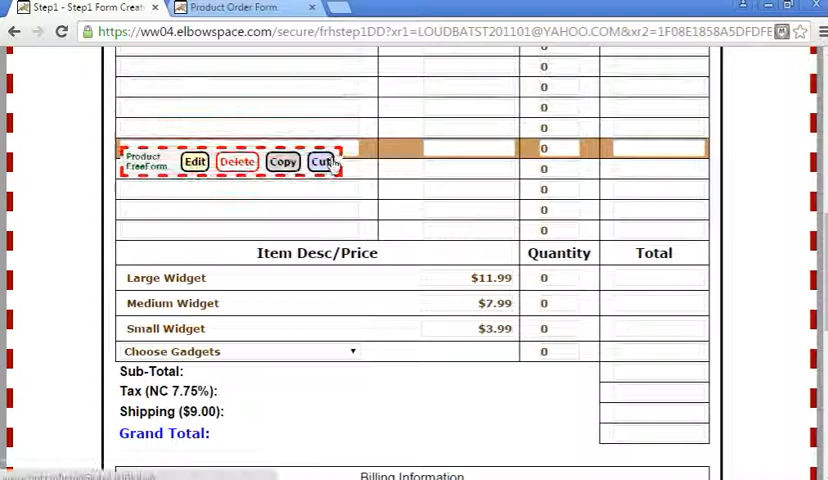 Step1 - Step1 Form Creat
Product Order Form
https://ww04.elbowspace.com/secure/frhstep1DD?xr1=LOUDBATST201101@YAHOO.COM&xr2=1F08E1858A5DFDFE
0
0
0
0
0
0
Product
FreeForm
Edit
Delete
Copy
Cut
0
0
0
0
Item Desc/Price
Quantity
Total
Large Widget $11.99 0
Medium Widget $7.99 0
Small Widget $3.99 0
Choose Gadgets 0
Sub-Total:
Tax (NC 7.75%):
Shipping ($9.00):
Grand Total:
Billing Information